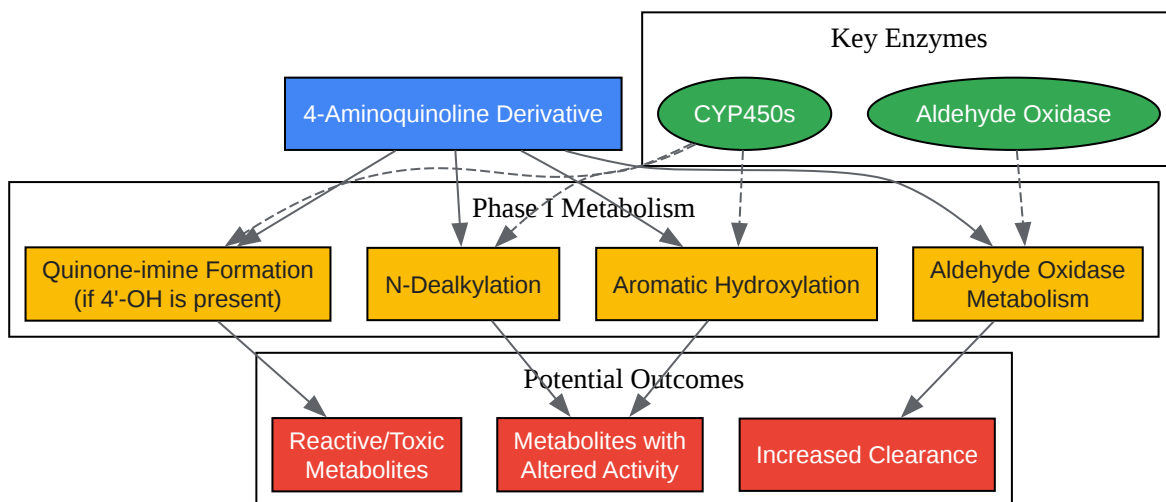 Key Enzymes
4-Aminoquinoline Derivative
CYP450s
Aldehyde Oxidase
Phase I Metabolism
Quinone-imine Formation
(if 4'-OH is present)
N-Dealkylation
Aromatic Hydroxylation
Aldehyde Oxidase
Metabolism
Potential Outcomes
Reactive/Toxic
Metabolites
Metabolites with
Altered Activity
Increased Clearance